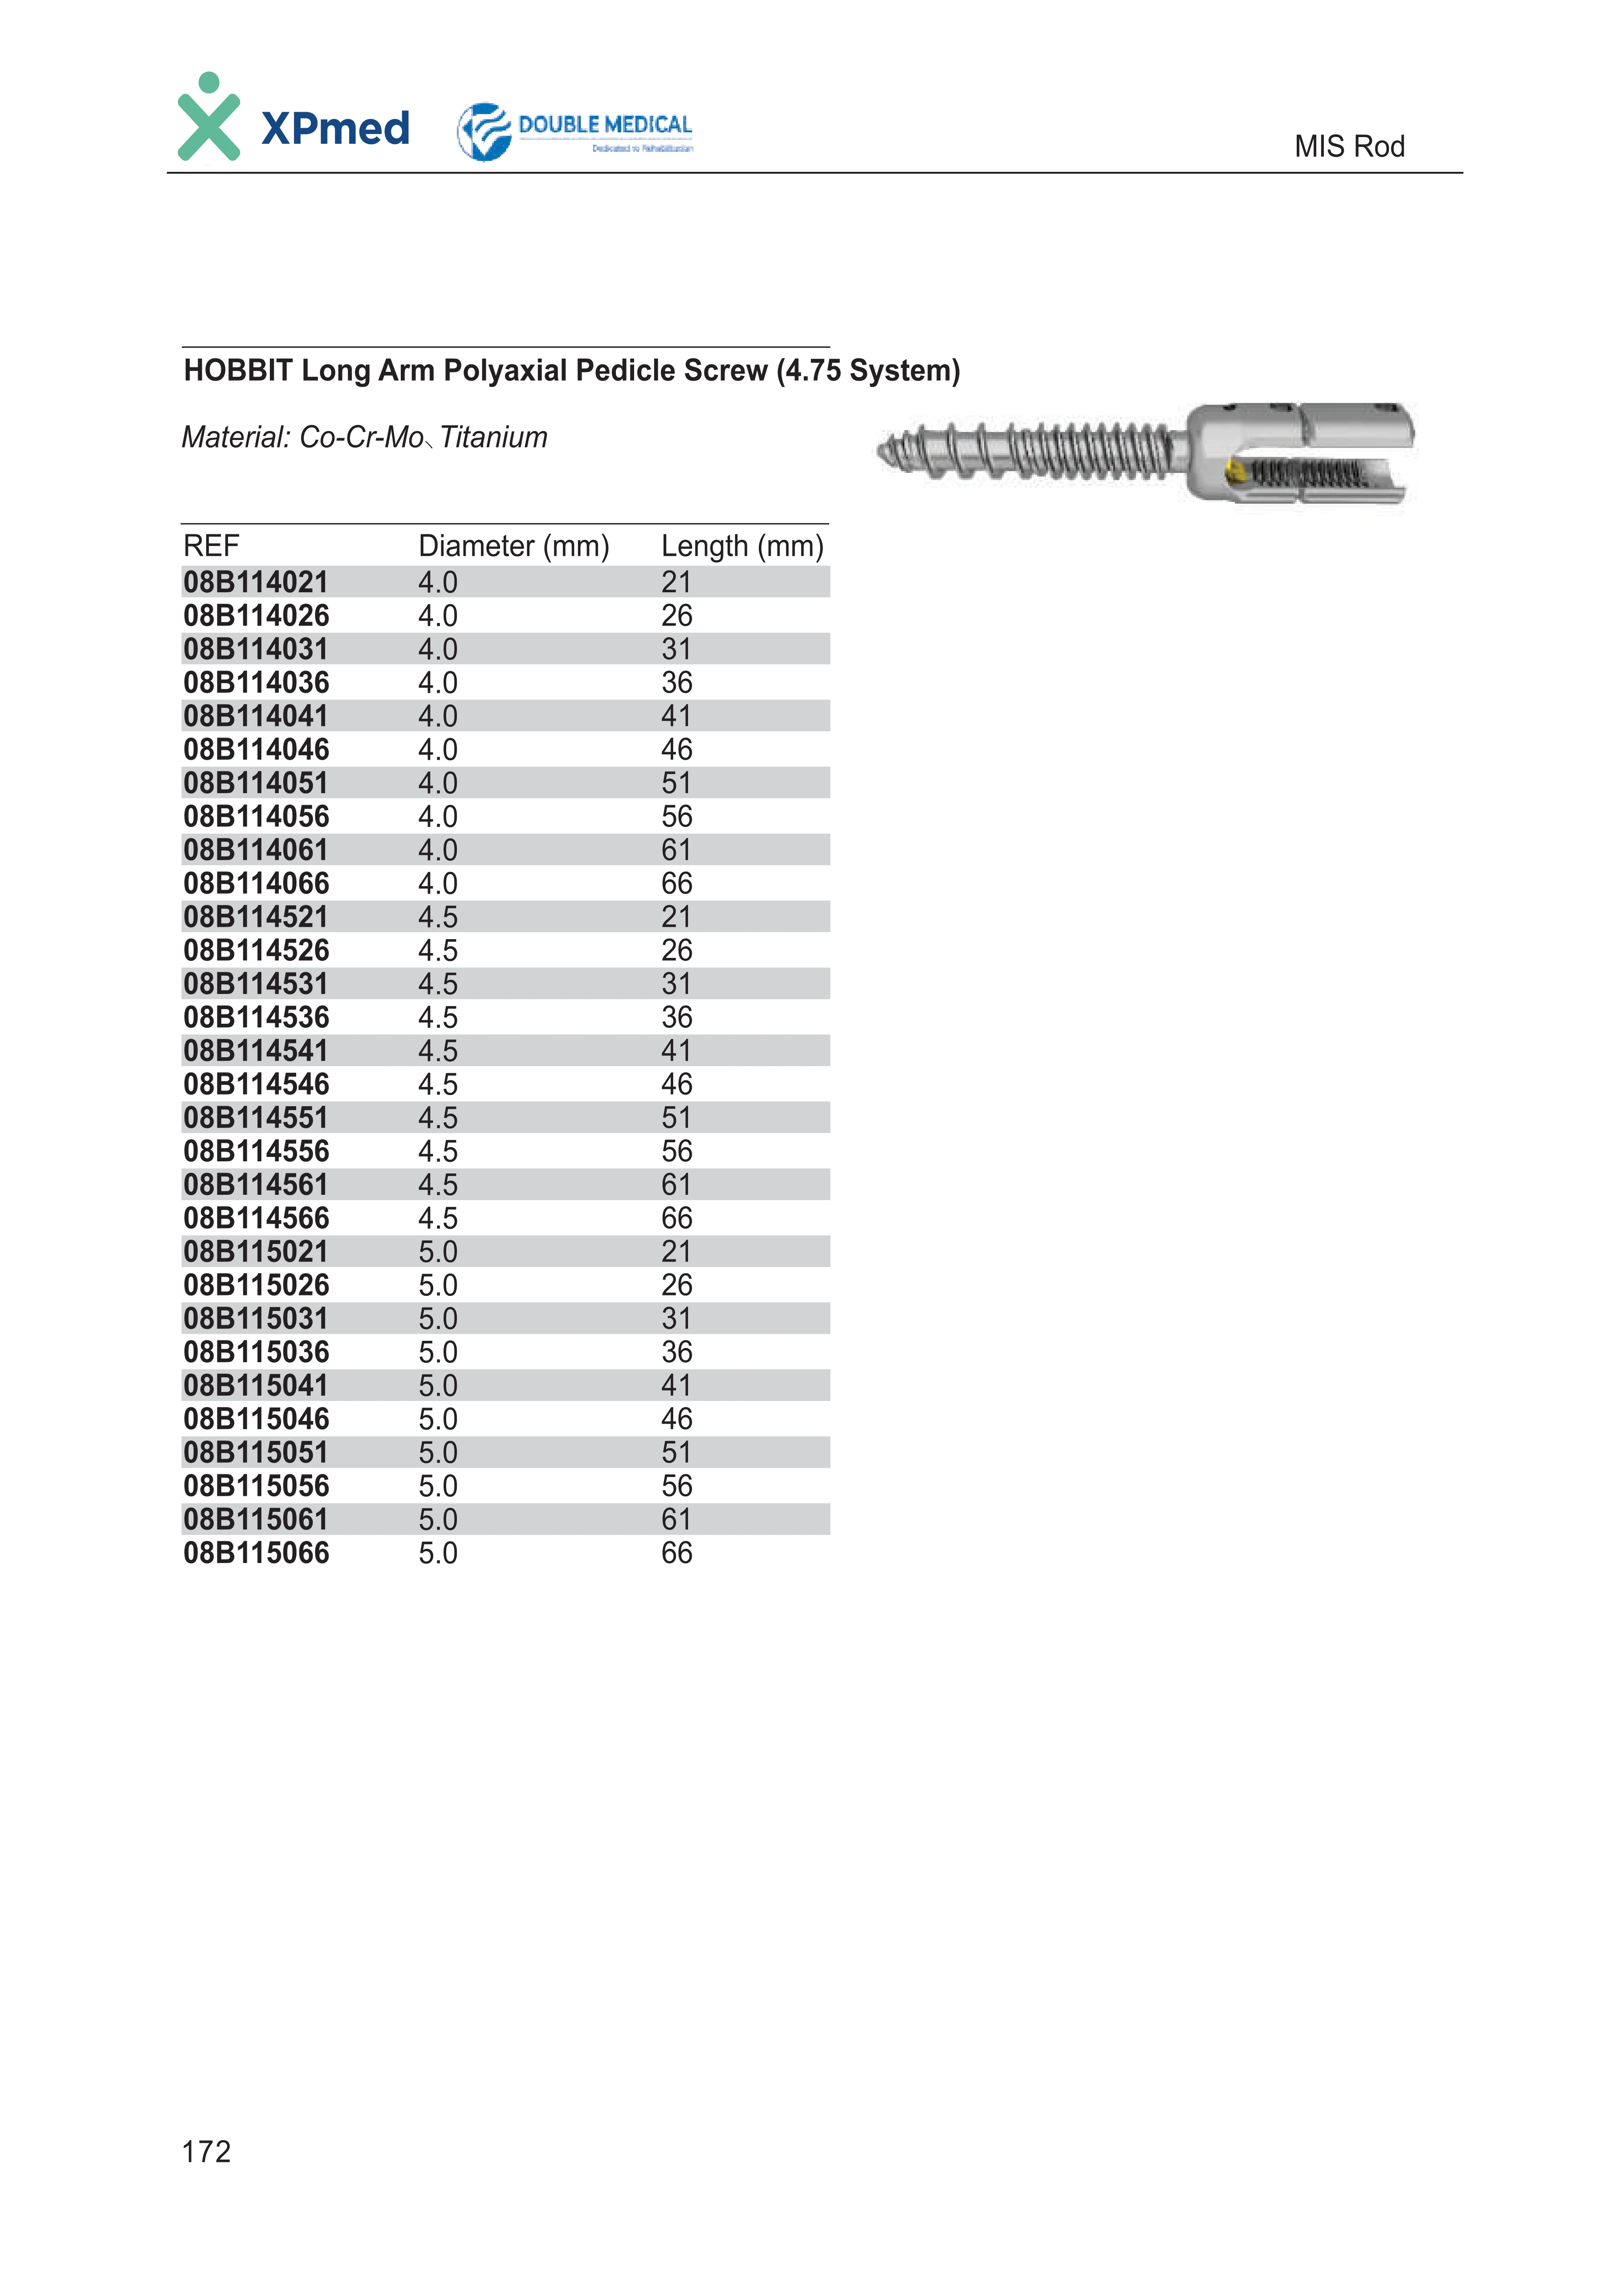 XPmed
DOUBLE MEDICAL
Dedicated to Rehabilitation
MIS Rod
HOBBIT Long Arm Polyaxial Pedicle Screw (4.75 System)
Material: Co-Cr-Mo、Titanium
REF Diameter (mm) Length (mm)
08B114021 4.0 21
08B114026 4.0 26
08B114031 4.0 31
08B114036 4.0 36
08B114041 4.0 41
08B114046 4.0 46
08B114051 4.0 51
08B114056 4.0 56
08B114061 4.0 61
08B114066 4.0 66
08B114521 4.5 21
08B114526 4.5 26
08B114531 4.5 31
08B114536 4.5 36
08B114541 4.5 41
08B114546 4.5 46
08B114551 4.5 51
08B114556 4.5 56
08B114561 4.5 61
08B114566 4.5 66
08B115021 5.0 21
08B115026 5.0 26
08B115031 5.0 31
08B115036 5.0 36
08B115041 5.0 41
08B115046 5.0 46
08B115051 5.0 51
08B115056 5.0 56
08B115061 5.0 61
08B115066 5.0 66
172